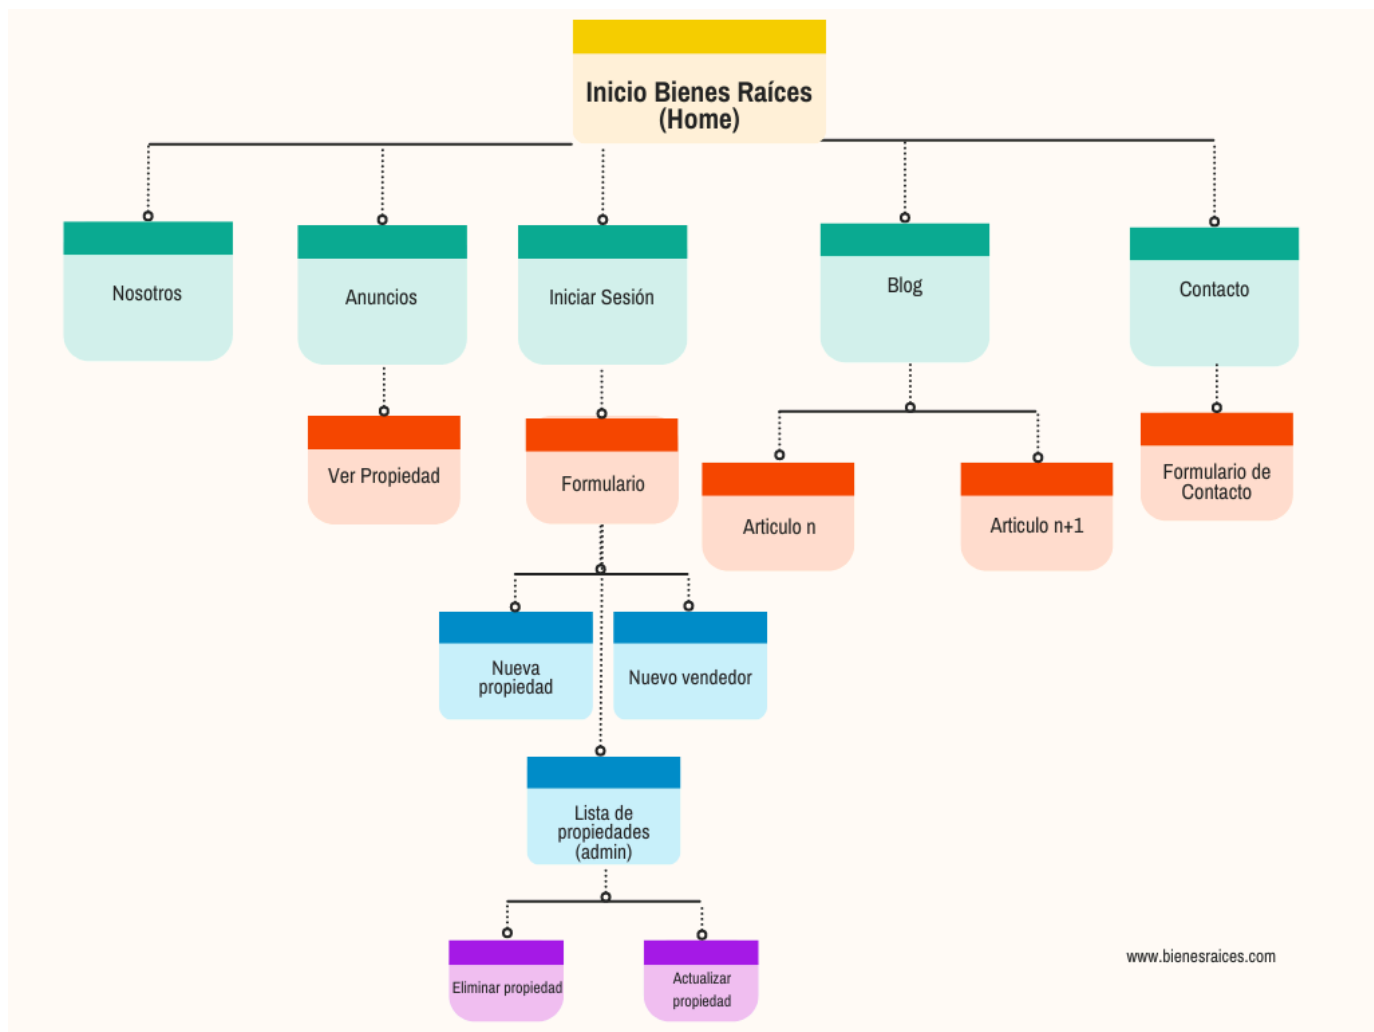 Inicio Bienes Raíces
(Home)
Nosotros
Anuncios
Iniciar Sesión
Blog
Contacto
Ver Propiedad
Formulario
Articulo n
Articulo n+1
Formulario de
Contacto
Nueva
propiedad
Nuevo vendedor
Lista de
propiedades
(admin)
Eliminar propiedad
Actualizar
propiedad
www.bienesraices.com